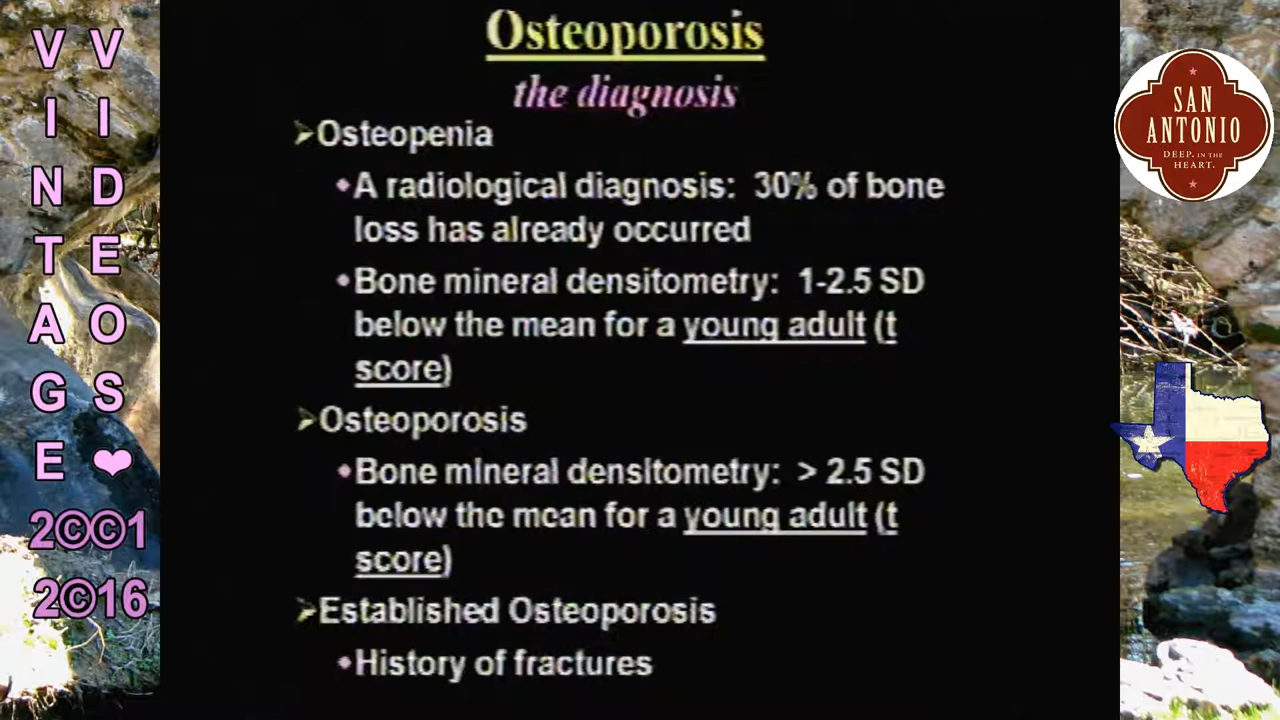 VINTAGE
VIDEOS❤
2©©1
2©16
Osteoporosis
the diagnosis
➢Osteopenia
•A radiological diagnosis: 30% of bone
loss has already occurred
•Bone mineral densitometry: 1-2.5 SD
below the mean for a young adult (t
score)
➢Osteoporosis
•Bone mineral densitometry: > 2.5 SD
below the mean for a young adult (t
score)
➢Established Osteoporosis
•History of fractures
SAN
ANTONIO
DEEP. IN THE
HEART.